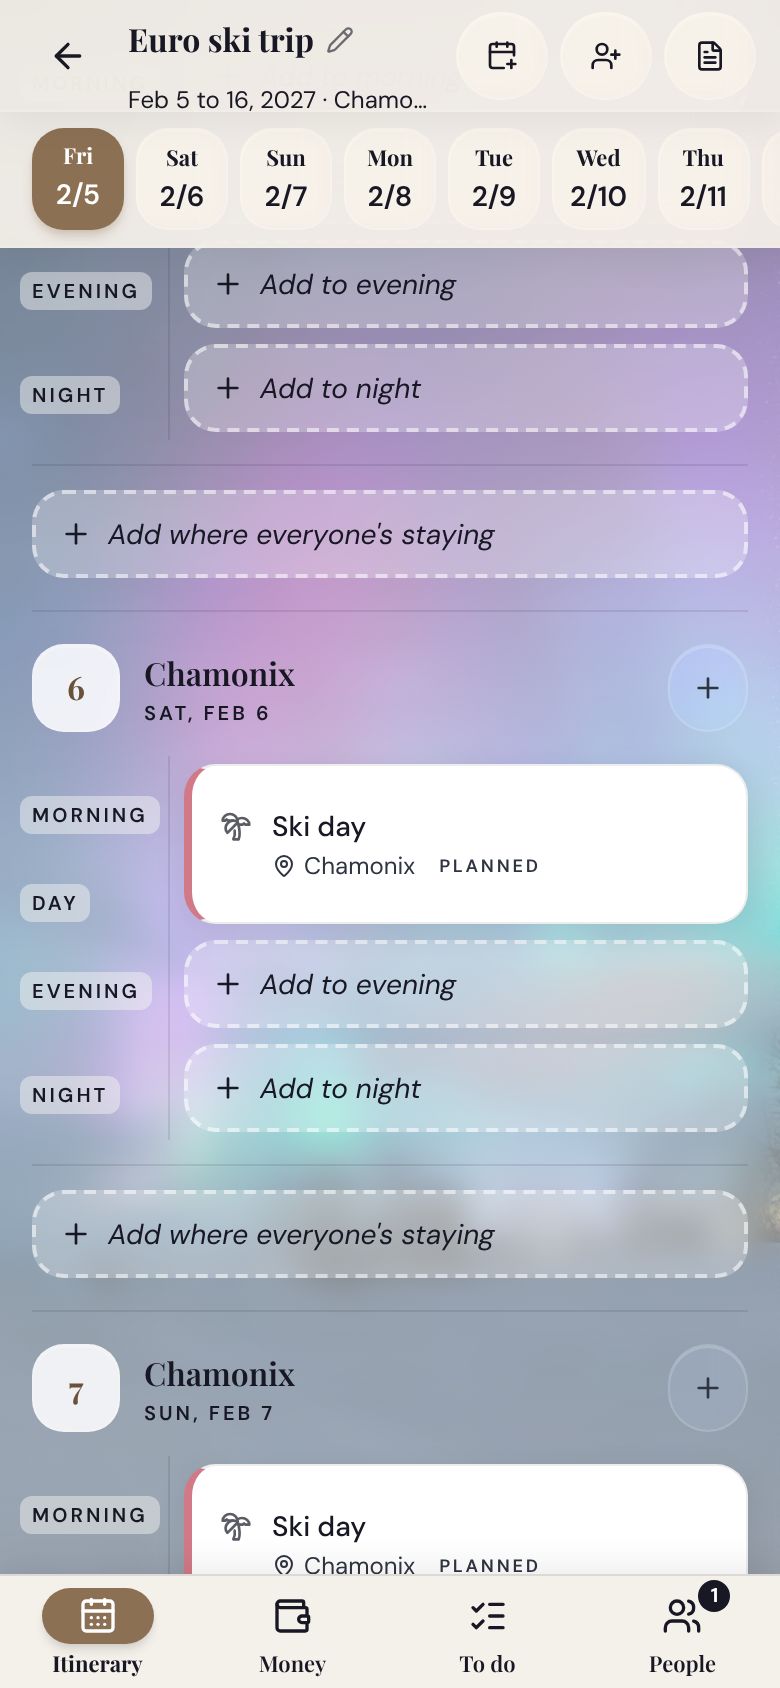 Euro ski trip
Feb 5 to 16, 2027 · Chamo...
Fri
2/5
Sat
2/6
Sun
2/7
Mon
2/8
Tue
2/9
Wed
2/10
Thu
2/11
EVENING
+ Add to evening
NIGHT
+ Add to night
+ Add where everyone's staying
6
Chamonix
SAT, FEB 6
+
MORNING
Ski day
Chamonix PLANNED
DAY
EVENING
+ Add to evening
NIGHT
+ Add to night
+ Add where everyone's staying
7
Chamonix
SUN, FEB 7
+
MORNING
Ski day
Chamonix PLANNED
Itinerary
Money
To do
1
People